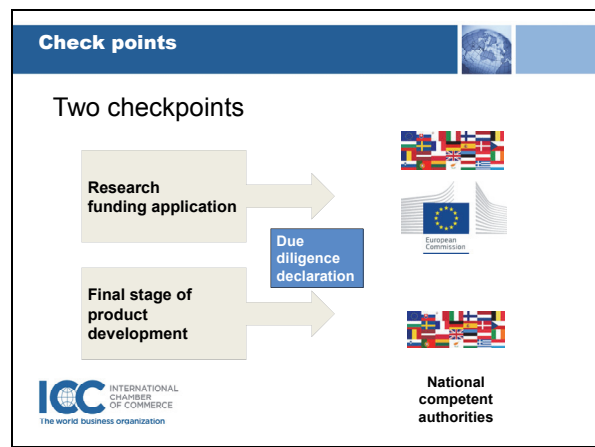 Check points
Two checkpoints
Research
funding application
European
Commission
Due
diligence
declaration
Final stage of
product
development
ICC INTERNATIONAL
CHAMBER
OF COMMERCE
The world business organization
National
competent
authorities